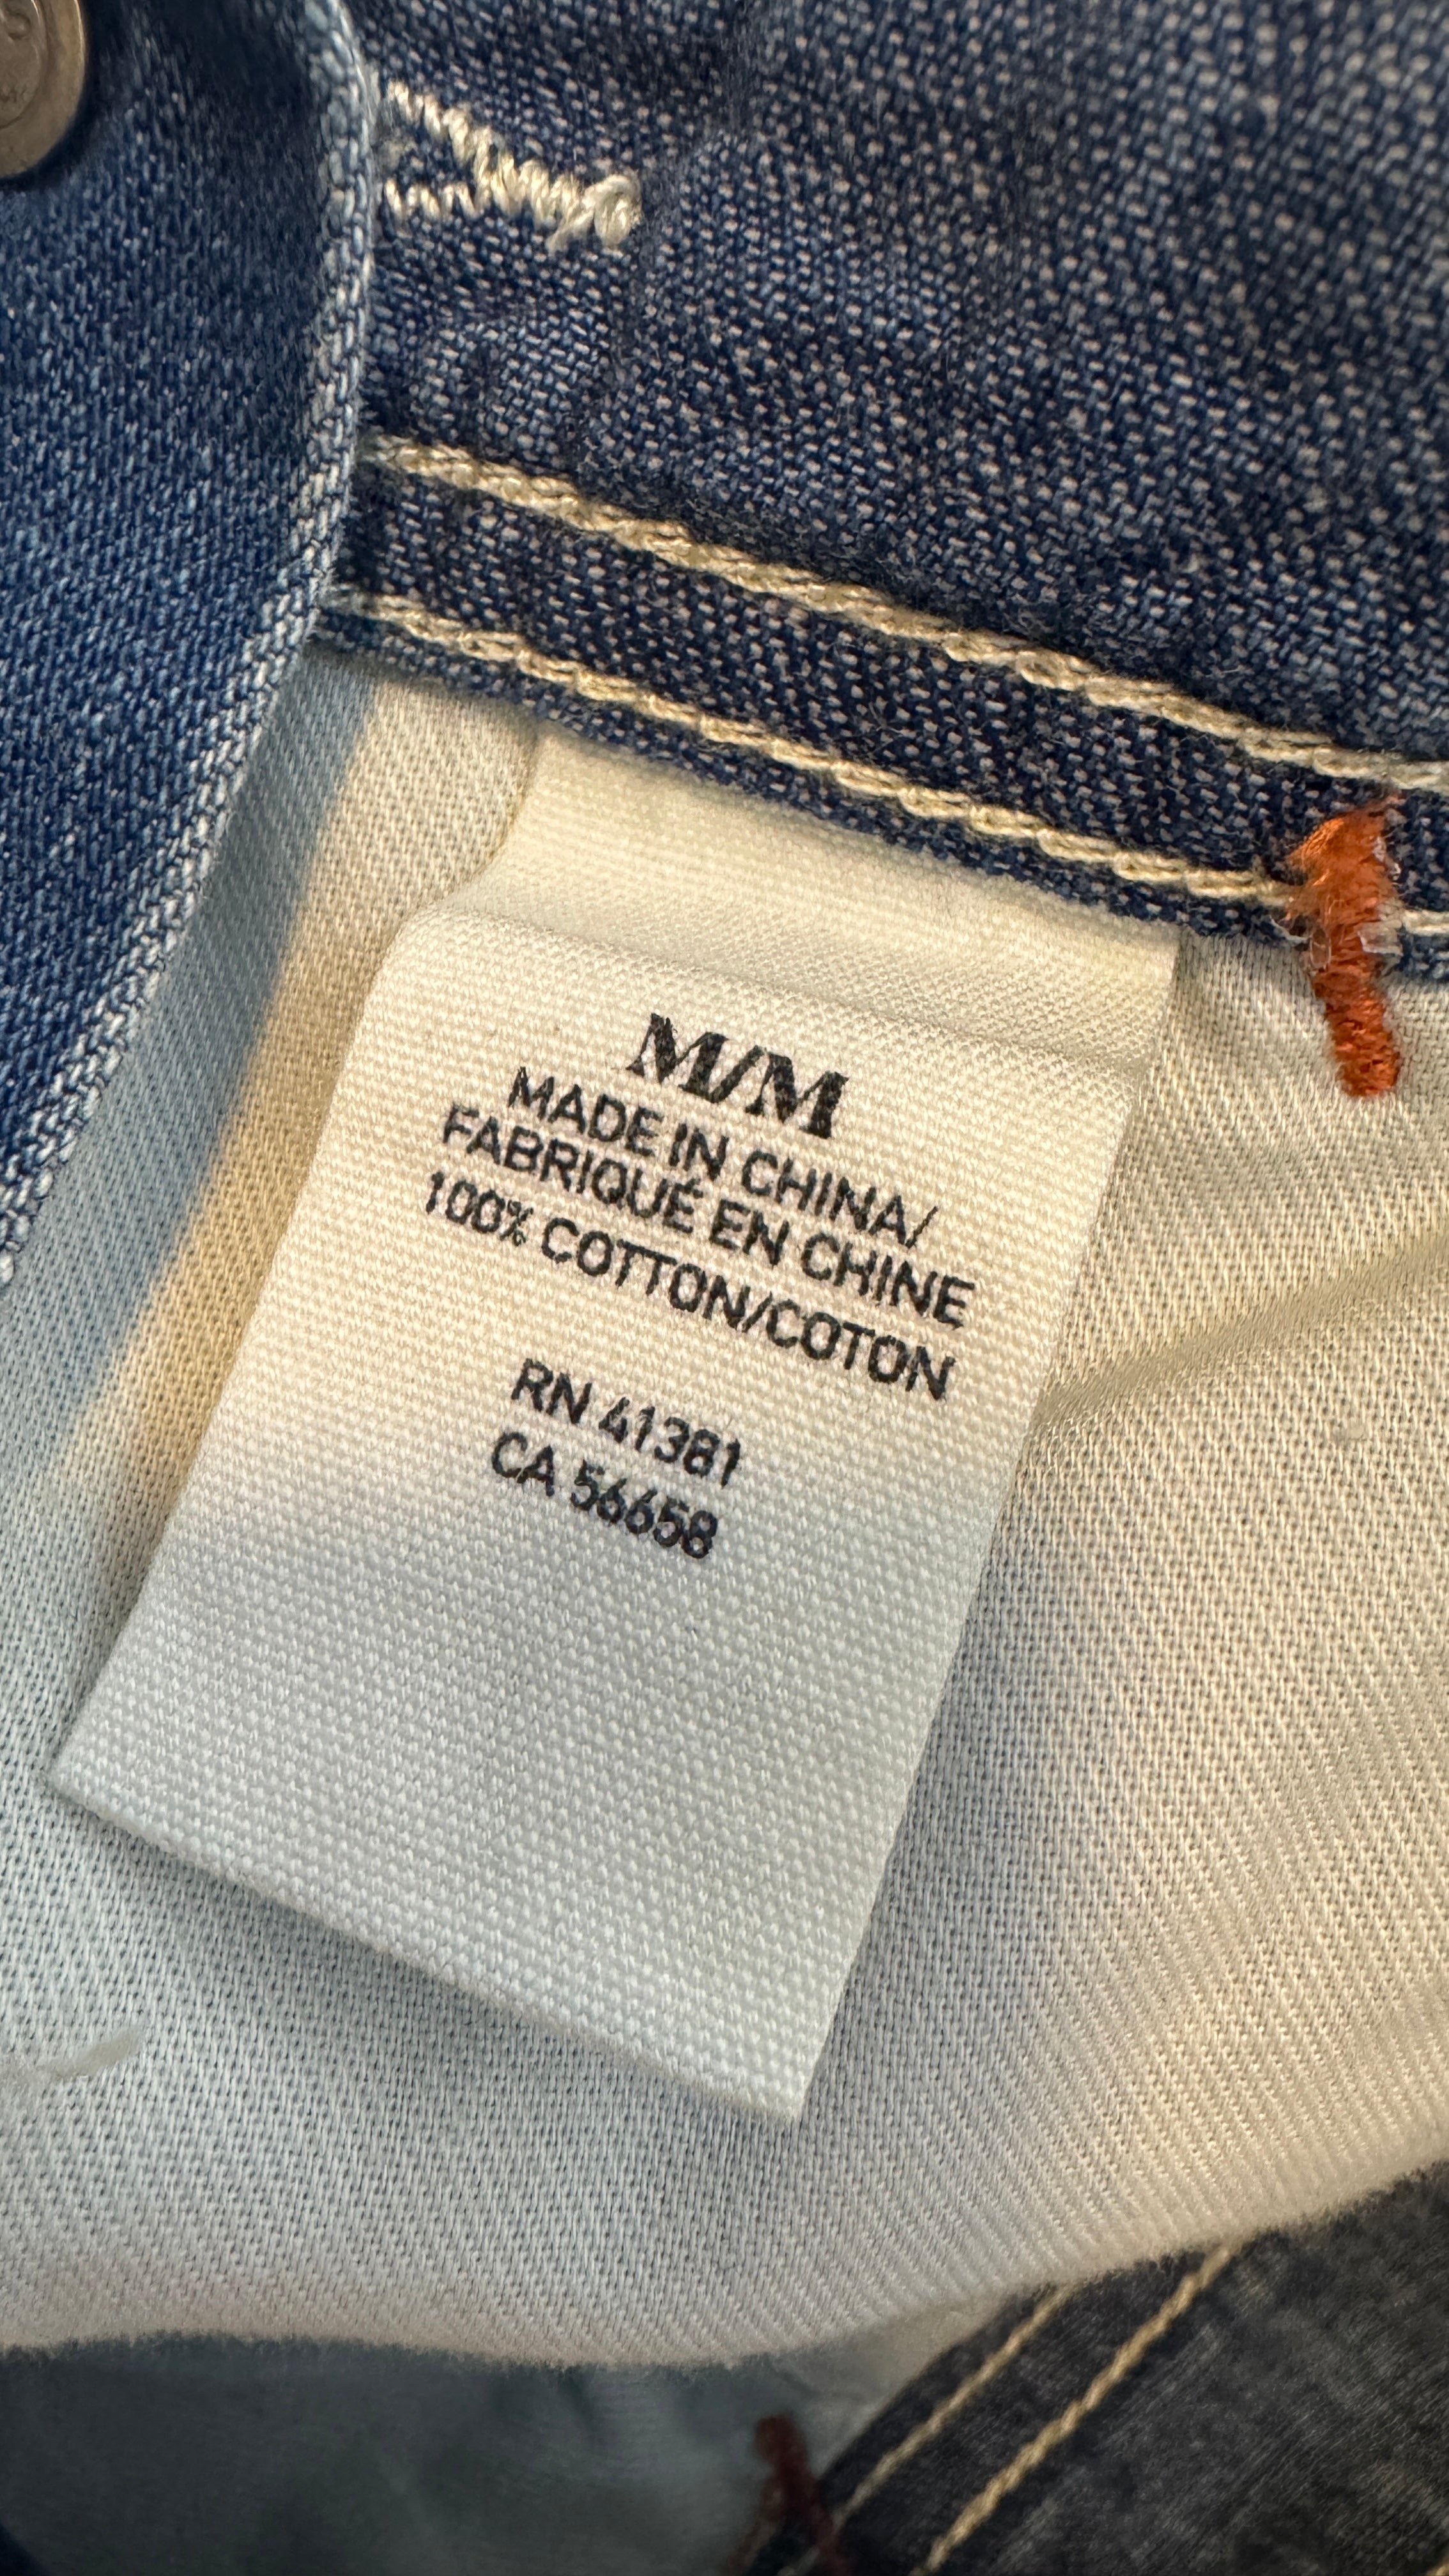 M/M
MADE IN CHINA/
FABRIQUÉ EN CHINE
100% COTTON/COTON
RN 41381
CA 56658